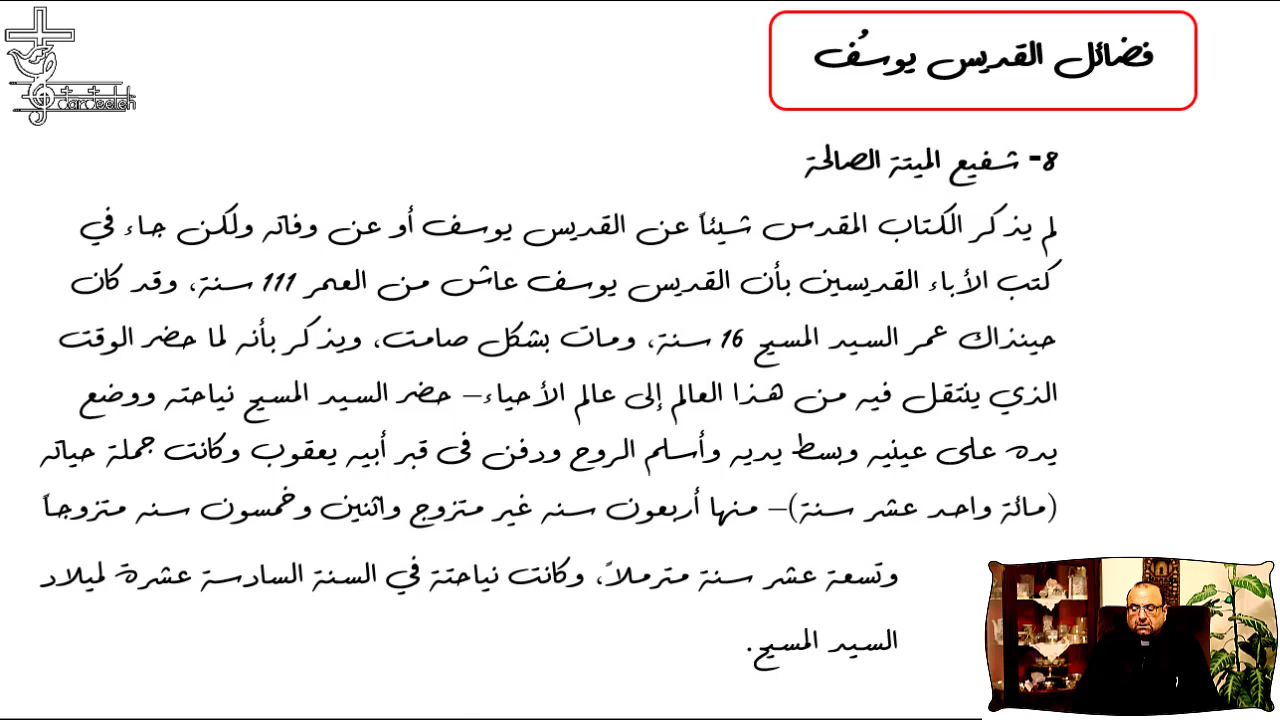 فضائل القديس يوسُف
dardeeleh
8- شفيع الميتة الصالحة
لم يذكر الكتاب المقدس شيئاً عن القديس يوسف أو عن وفاته ولكن جاء في
كتب الأباء القديسين بأن القديس يوسف عاش من العمر 111 سنة، وقد كان
حينذاك عمر السيد المسيح 16 سنة، ومات بشكل صامت، ويذكر بأنه لما حضر الوقت
الذي ينتقل فيه من هذا العالم إلى عالم الأحياء– حضر السيد المسيح نياحته ووضع
يده على عينيه وبسط يديه وأسلم الروح ودفن فى قبر أبيه يعقوب وكانت جملة حياته
(مائة واحد عشر سنة)– منها أربعون سنه غير متزوج واثنين وخمسون سنه متزوجاً
وتسعة عشر سنة مترملاً، وكانت نياحتة في السنة السادسة عشرة لميلاد
السيد المسيح.